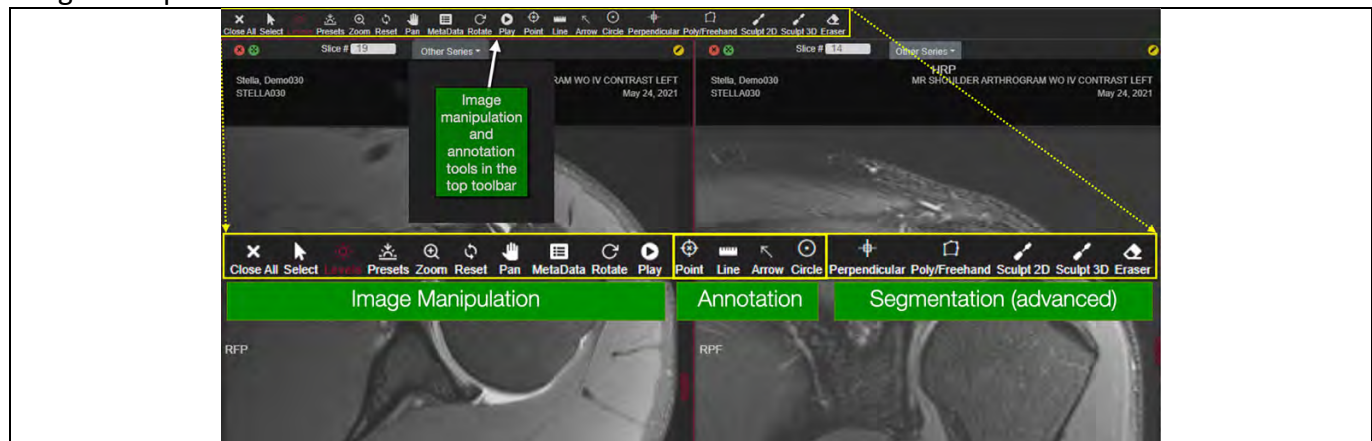 Close All Select Levels Presets Zoom Reset Pan MetaData Rotate Play Point Line Arrow Circle Perpendicular Poly/Freehand Sculpt 2D Sculpt 3D Eraser
Slice # 19 Other Series
Stella, Demo030
STELLA030
RAM WO IV CONTRAST LEFT
May 24, 2021
Slice # 14 Other Series
HRP
Stella, Demo030
STELLA030
MR SHOULDER ARTHROGRAM WO IV CONTRAST LEFT
May 24, 2021
Image
manipulation
and
annotation
tools in the
top toolbar
Close All Select Levels Presets Zoom Reset Pan MetaData Rotate Play Point Line Arrow Circle Perpendicular Poly/Freehand Sculpt 2D Sculpt 3D Eraser
Image Manipulation Annotation Segmentation (advanced)
RFP
RPF